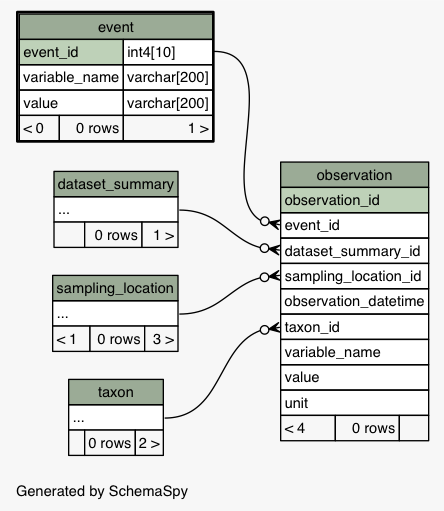 event
event_id int4[10]
variable_name varchar[200]
value varchar[200]
< 0 0 rows 1 >
dataset_summary
...
0 rows 1 >
sampling_location
...
< 1 0 rows 3 >
taxon
...
0 rows 2 >
observation
observation_id
event_id
dataset_summary_id
sampling_location_id
observation_datetime
taxon_id
variable_name
value
unit
< 4 0 rows
Generated by SchemaSpy